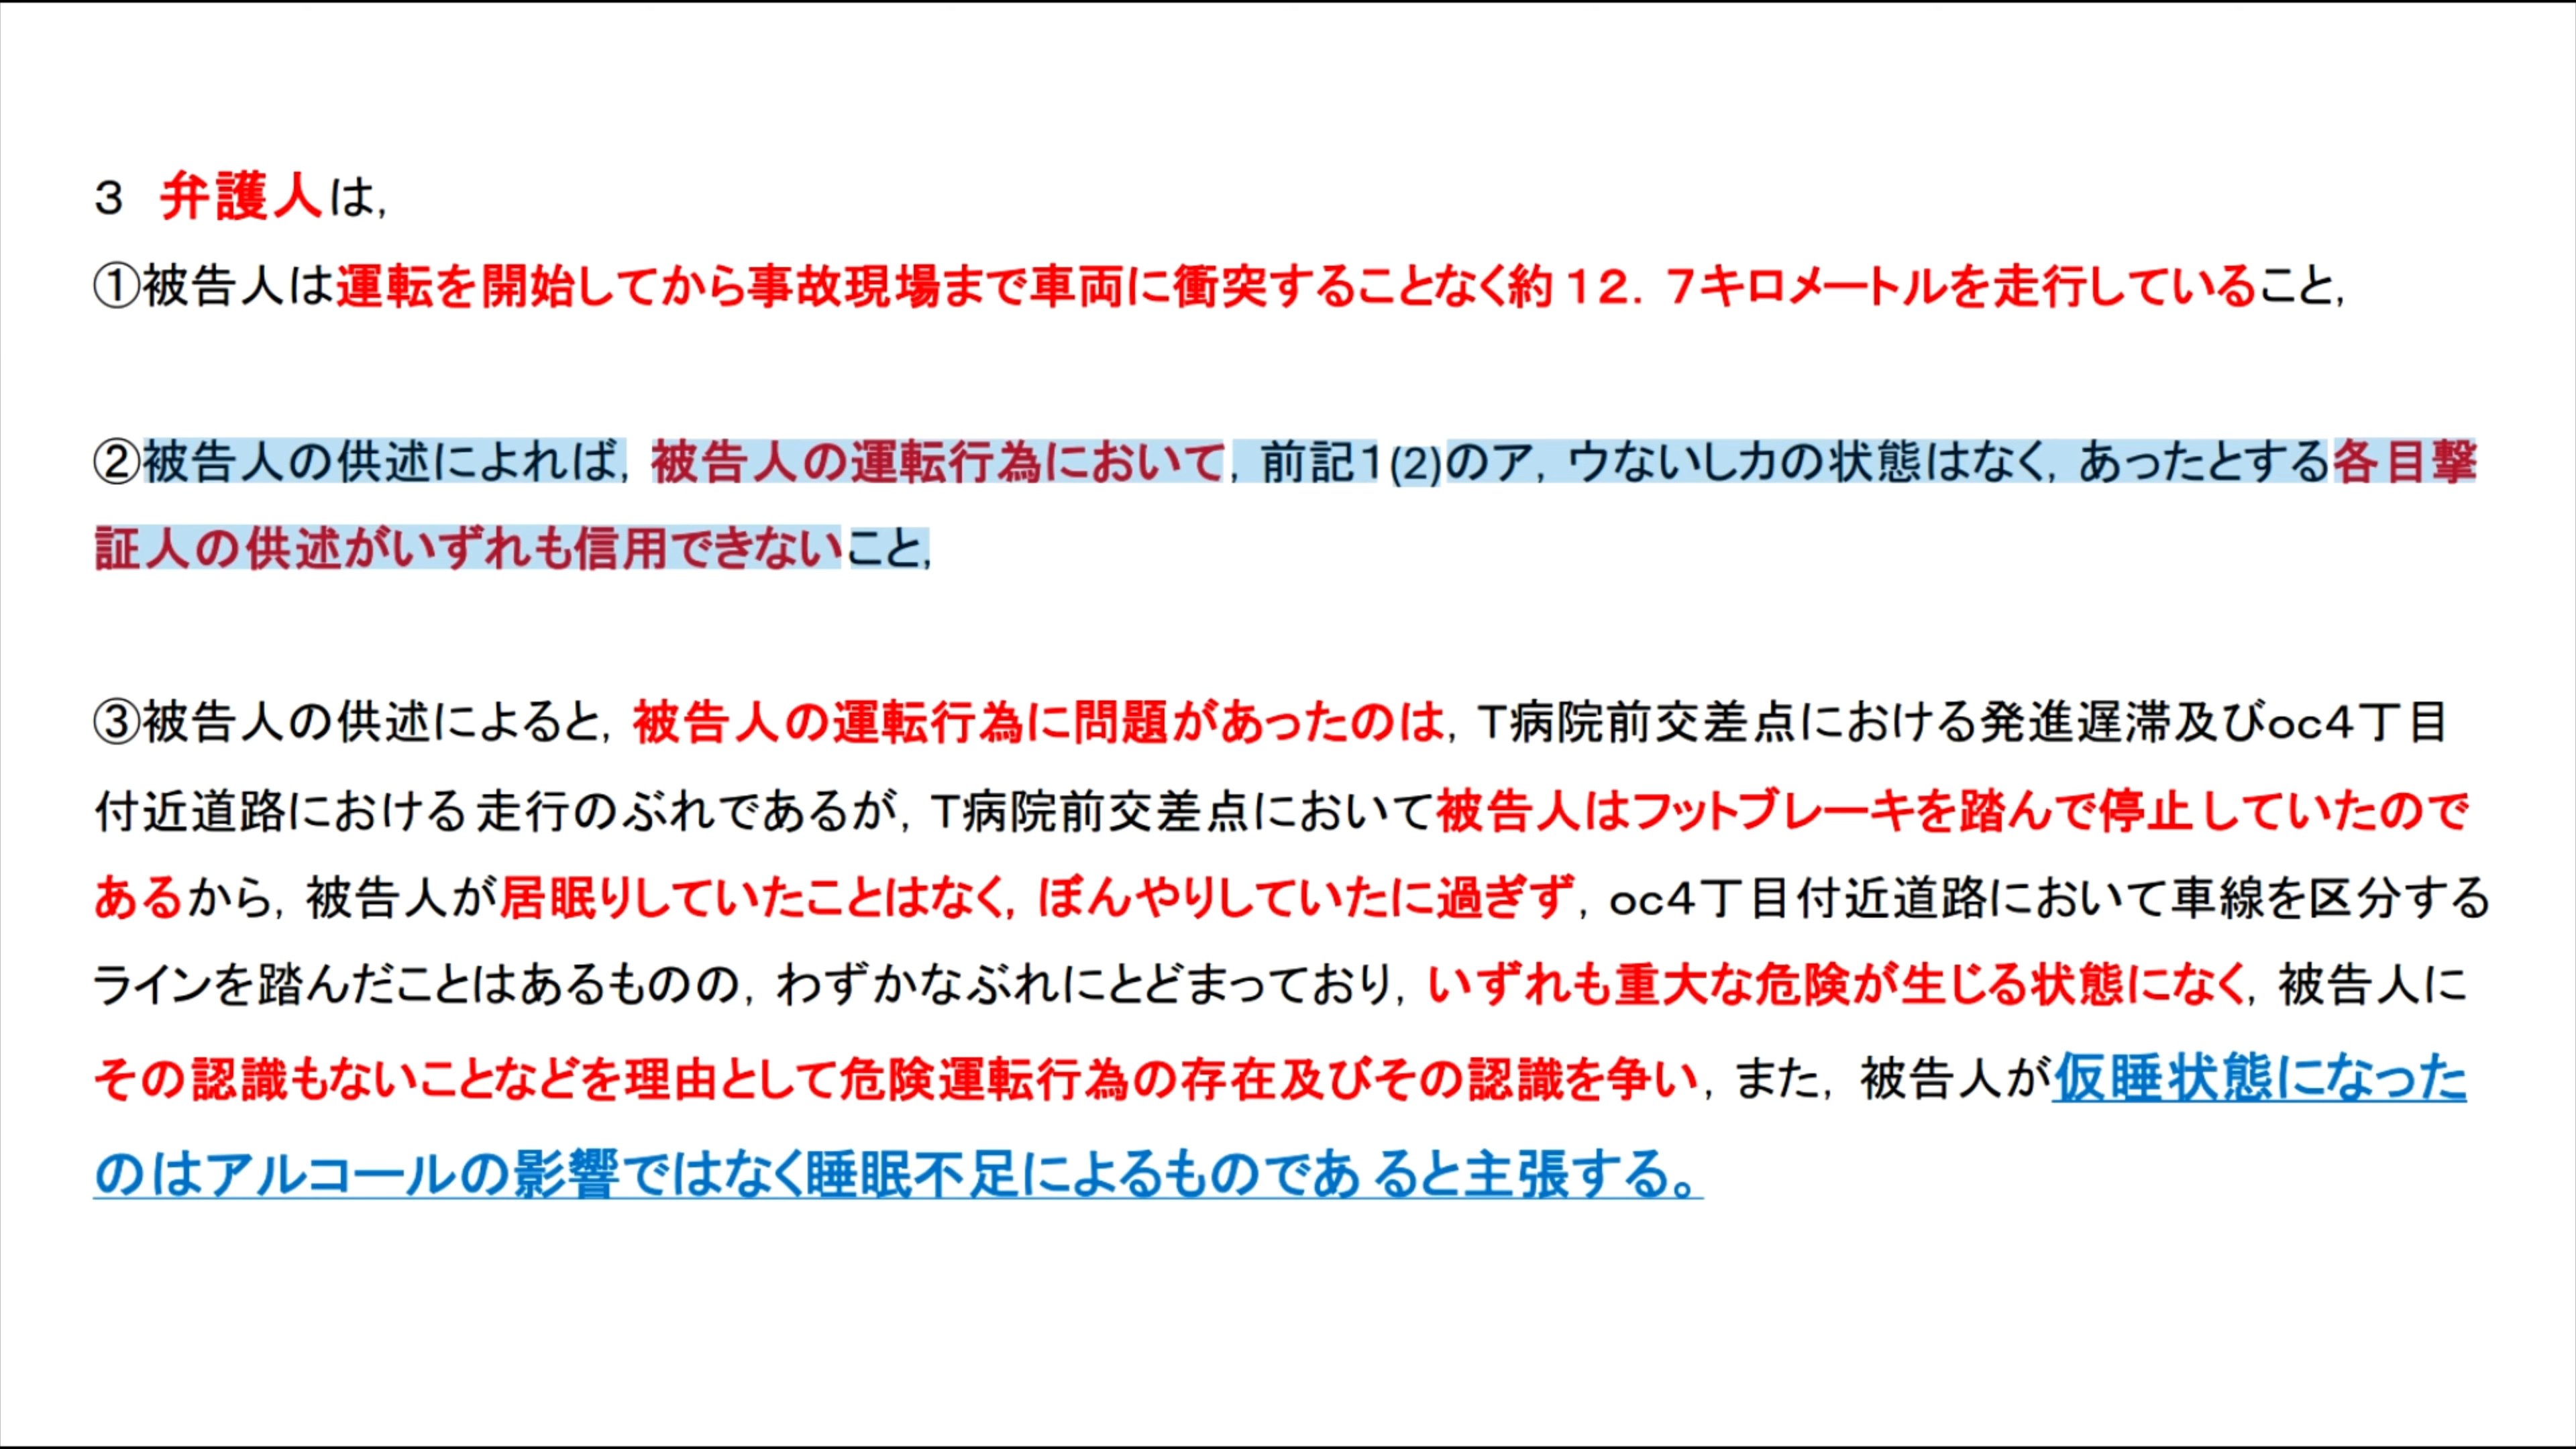 ３　弁護人は，
①被告人は運転を開始してから事故現場まで車両に衝突することなく約１２．７キロメートルを走行していること，
②被告人の供述によれば，被告人の運転行為において，前記１(2)のア，ウないしカの状態はなく，あったとする各目撃
証人の供述がいずれも信用できないこと，
③被告人の供述によると，被告人の運転行為に問題があったのは，Ｔ病院前交差点における発進遅滞及びｏｃ４丁目
付近道路における走行のぶれであるが，Ｔ病院前交差点において被告人はフットブレーキを踏んで停止していたので
あるから，被告人が居眠りしていたことはなく，ぼんやりしていたに過ぎず，ｏｃ４丁目付近道路において車線を区分する
ラインを踏んだことはあるものの，わずかなぶれにとどまっており，いずれも重大な危険が生じる状態になく，被告人に
その認識もないことなどを理由として危険運転行為の存在及びその認識を争い，また，被告人が仮睡状態になった
のはアルコールの影響ではなく睡眠不足によるものであると主張する。